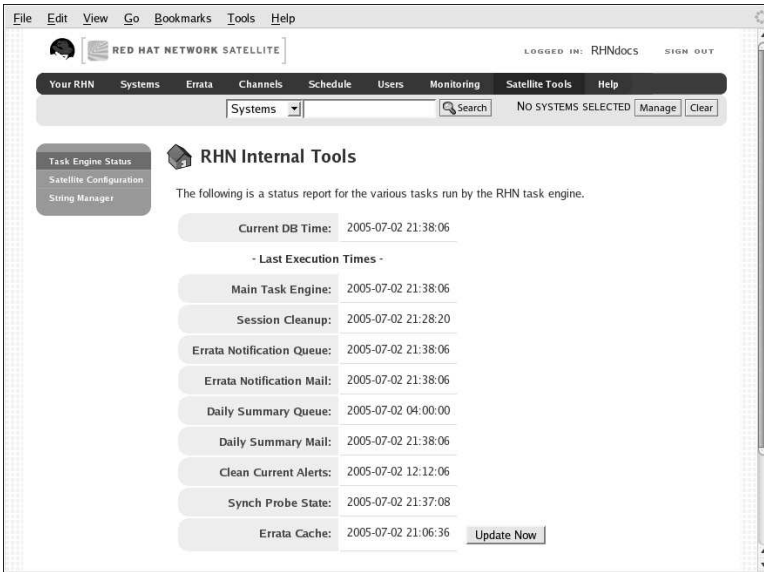 File Edit View Go Bookmarks Tools Help
RED HAT NETWORK SATELLITE
LOGGED IN: RHNdocs SIGN OUT
Your RHN Systems Errata Channels Schedule Users Monitoring Satellite Tools Help
Systems Search NO SYSTEMS SELECTED Manage Clear
Task Engine Status
Satellite Configuration
String Manager
RHN Internal Tools
The following is a status report for the various tasks run by the RHN task engine.
Current DB Time: 2005-07-02 21:38:06
- Last Execution Times -
Main Task Engine: 2005-07-02 21:38:06
Session Cleanup: 2005-07-02 21:28:20
Errata Notification Queue: 2005-07-02 21:38:06
Errata Notification Mail: 2005-07-02 21:38:06
Daily Summary Queue: 2005-07-02 04:00:00
Daily Summary Mail: 2005-07-02 21:38:06
Clean Current Alerts: 2005-07-02 12:12:06
Synch Probe State: 2005-07-02 21:37:08
Errata Cache: 2005-07-02 21:06:36 Update Now